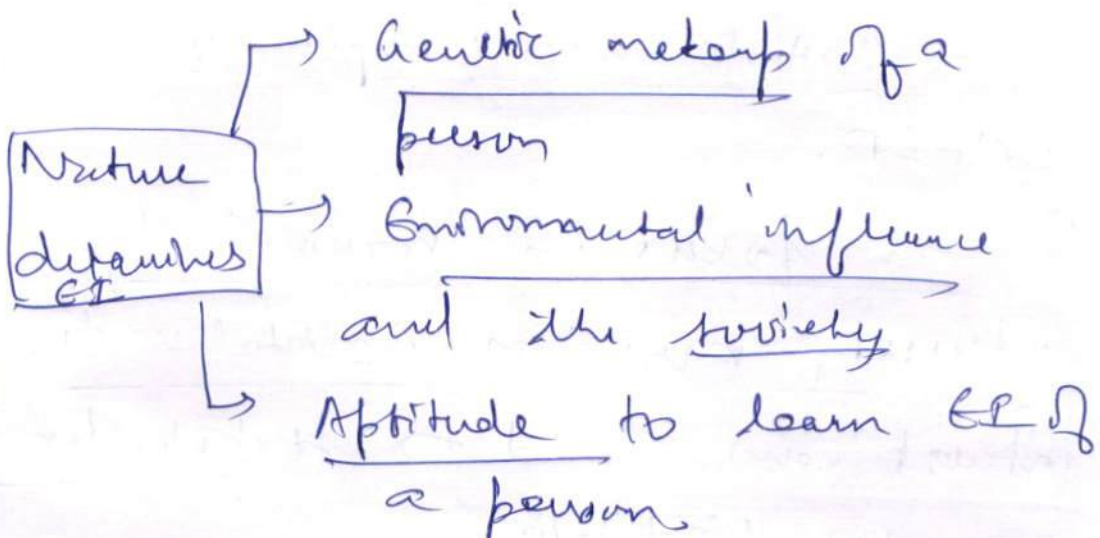 Nature
determines
EI
Genetic makeup of a
person
Environmental influence
and the society
Aptitude to learn EI of
a person